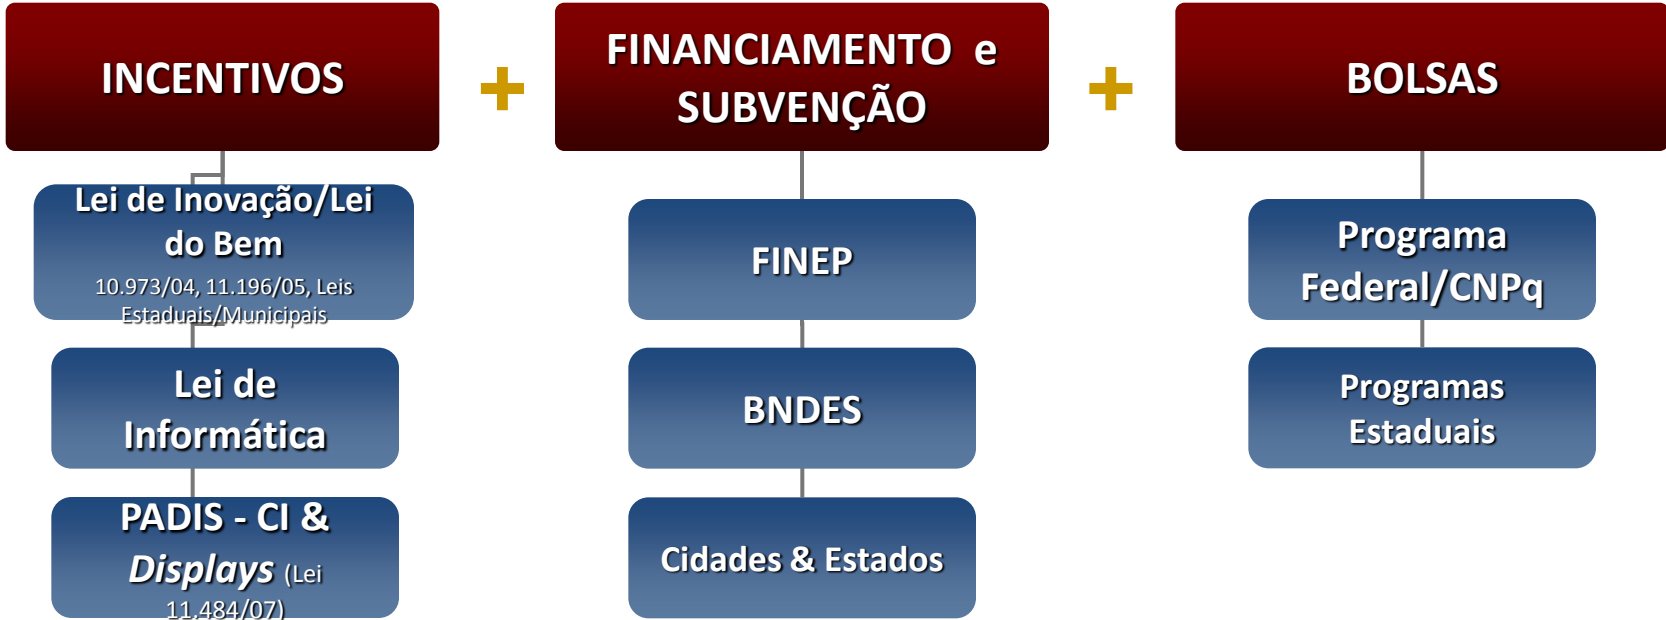 INCENTIVOS
Lei de Inovação/Lei
do Bem
10.973/04, 11.196/05, Leis
Estaduais/Municipais
Lei de
Informática
PADIS - CI &
Displays (Lei
11.484/07)
+
FINANCIAMENTO e
SUBVENÇÃO
FINEP
BNDES
Cidades & Estados
+
BOLSAS
Programa
Federal/CNPq
Programas
Estaduais